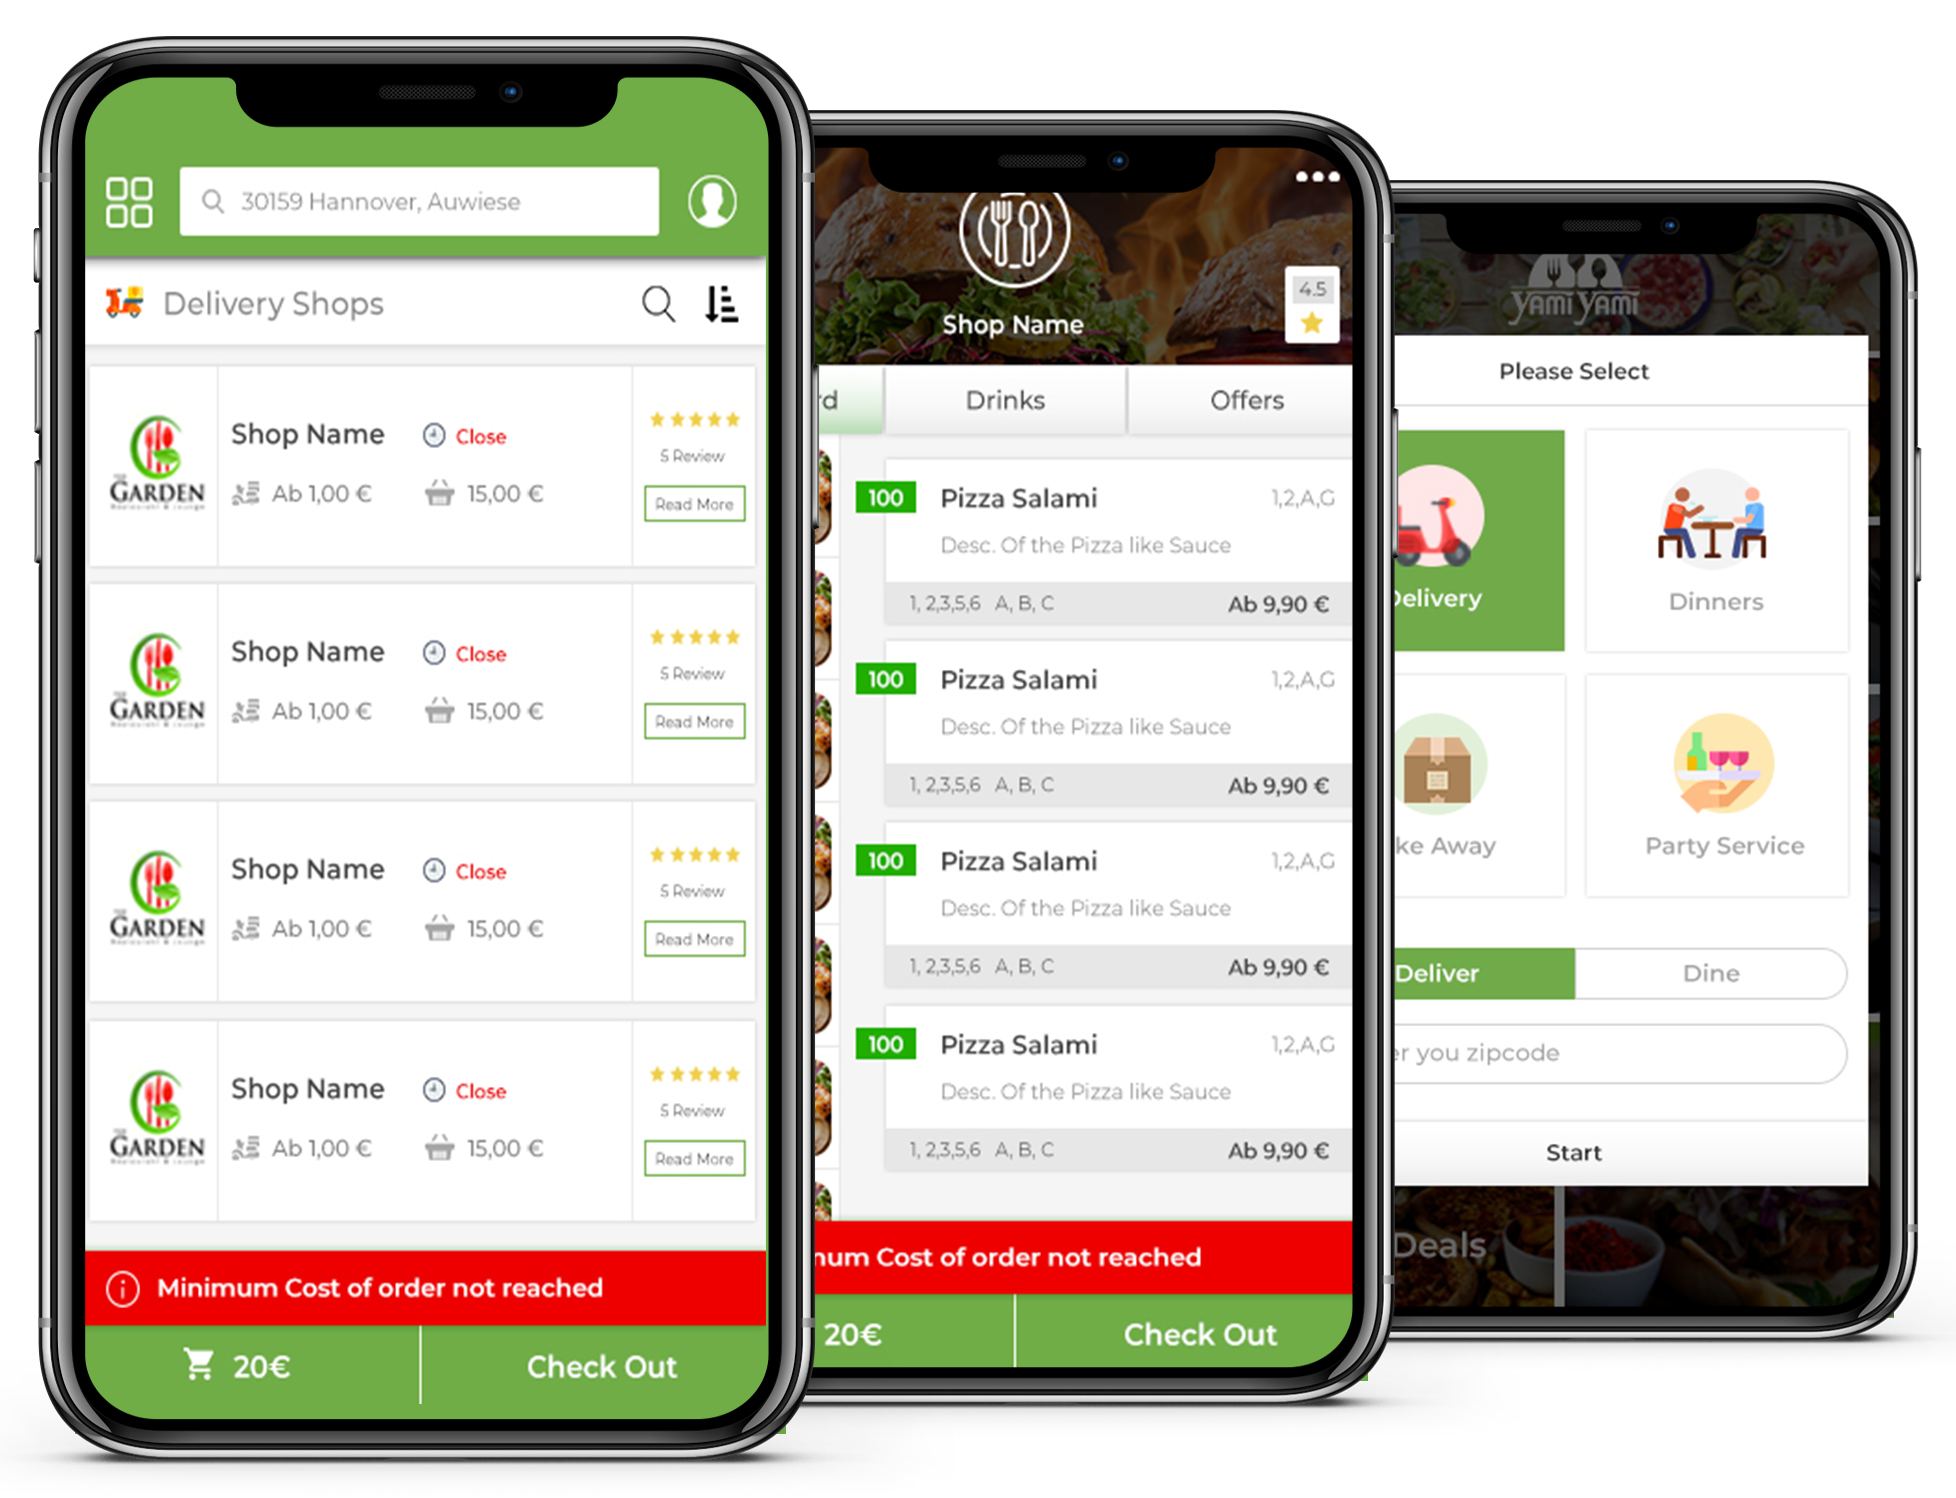 30159 Hannover, Auwiese
Delivery Shops
GARDEN
Shop Name
Close
Ab 1,00 €
15,00 €
5 Review
Read More
GARDEN
Shop Name
Close
Ab 1,00 €
15,00 €
5 Review
Read More
GARDEN
Shop Name
Close
Ab 1,00 €
15,00 €
5 Review
Read More
GARDEN
Shop Name
Close
Ab 1,00 €
15,00 €
5 Review
Read More
Minimum Cost of order not reached
20€
Check Out
Shop Name
4.5
rd
Drinks
Offers
100
Pizza Salami
1,2,A,G
Desc. Of the Pizza like Sauce
1, 2,3,5,6 A, B, C
Ab 9,90 €
100
Pizza Salami
1,2,A,G
Desc. Of the Pizza like Sauce
1, 2,3,5,6 A, B, C
Ab 9,90 €
100
Pizza Salami
1,2,A,G
Desc. Of the Pizza like Sauce
1, 2,3,5,6 A, B, C
Ab 9,90 €
100
Pizza Salami
1,2,A,G
Desc. Of the Pizza like Sauce
1, 2,3,5,6 A, B, C
Ab 9,90 €
num Cost of order not reached
20€
Check Out
Yami Yami
Please Select
Delivery
Dinners
ke Away
Party Service
Deliver
Dine
er you zipcode
Start
Deals